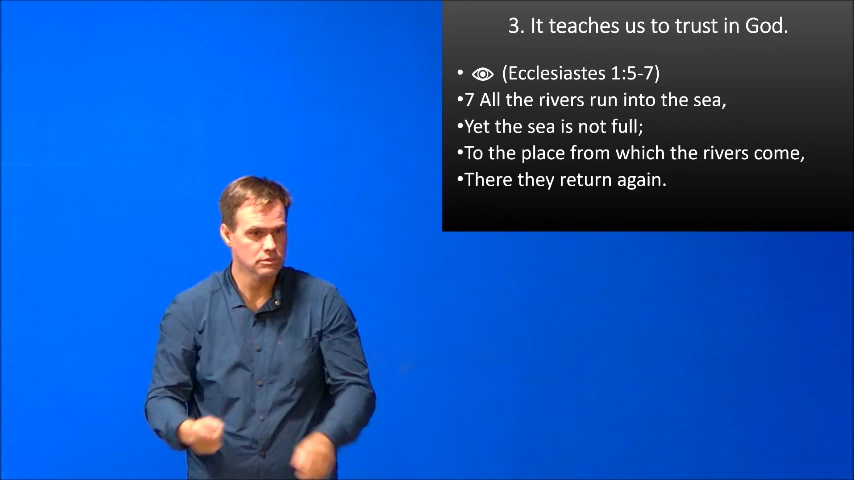 3. It teaches us to trust in God.
• (Ecclesiastes 1:5-7)
•7 All the rivers run into the sea,
•Yet the sea is not full;
•To the place from which the rivers come,
•There they return again.